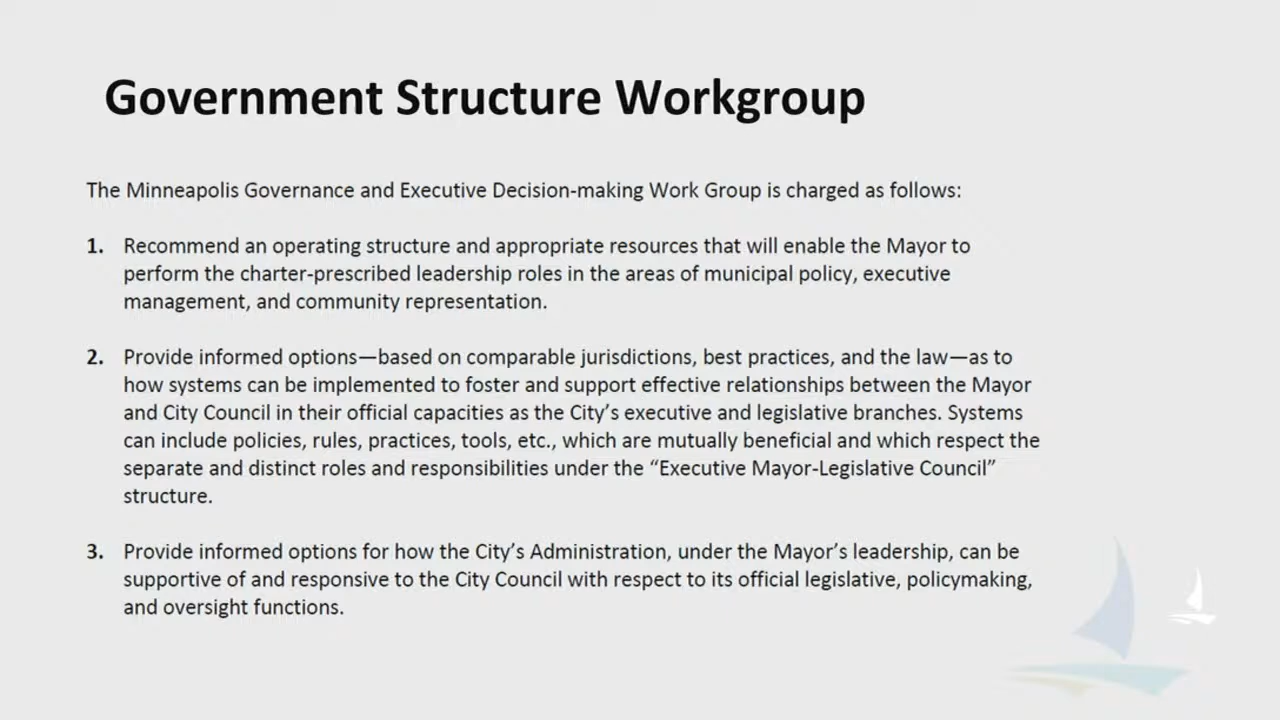 Government Structure Workgroup
The Minneapolis Governance and Executive Decision-making Work Group is charged as follows:
1. Recommend an operating structure and appropriate resources that will enable the Mayor to
perform the charter-prescribed leadership roles in the areas of municipal policy, executive
management, and community representation.
2. Provide informed options—based on comparable jurisdictions, best practices, and the law—as to
how systems can be implemented to foster and support effective relationships between the Mayor
and City Council in their official capacities as the City’s executive and legislative branches. Systems
can include policies, rules, practices, tools, etc., which are mutually beneficial and which respect the
separate and distinct roles and responsibilities under the “Executive Mayor-Legislative Council”
structure.
3. Provide informed options for how the City’s Administration, under the Mayor’s leadership, can be
supportive of and responsive to the City Council with respect to its official legislative, policymaking,
and oversight functions.